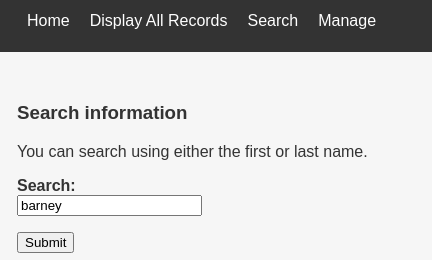 Home Display All Records Search Manage
Search information
You can search using either the first or last name.
Search:
barney
Submit